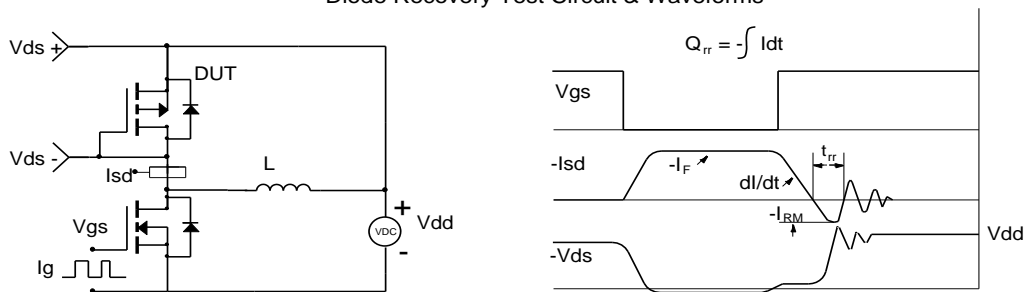 Diode Recovery Test Circuit & Waveforms
Vds +
DUT
Vds -
Isd
L
Vgs
Ig
+
VDC
-
Vdd
Qrr = -∫ Idt
Vgs
-Isd
-IF
dI/dt
trr
-IRM
Vdd
-Vds